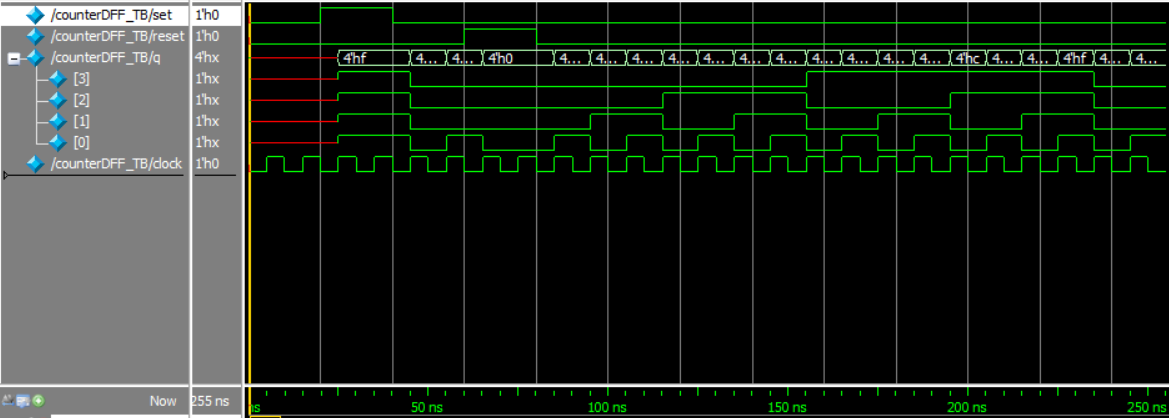 /counterDFF_TB/set 1'h0
/counterDFF_TB/reset 1'h0
/counterDFF_TB/q 4'hx 4'hf 4... 4... 4'h0 4... 4... 4... 4... 4... 4... 4... 4... 4... 4... 4... 4'hc 4... 4... 4'hf 4... 4...
[3] 1'hx
[2] 1'hx
[1] 1'hx
[0] 1'hx
/counterDFF_TB/clock 1'h0
Now 255 ns ns 50 ns 100 ns 150 ns 200 ns 250 ns